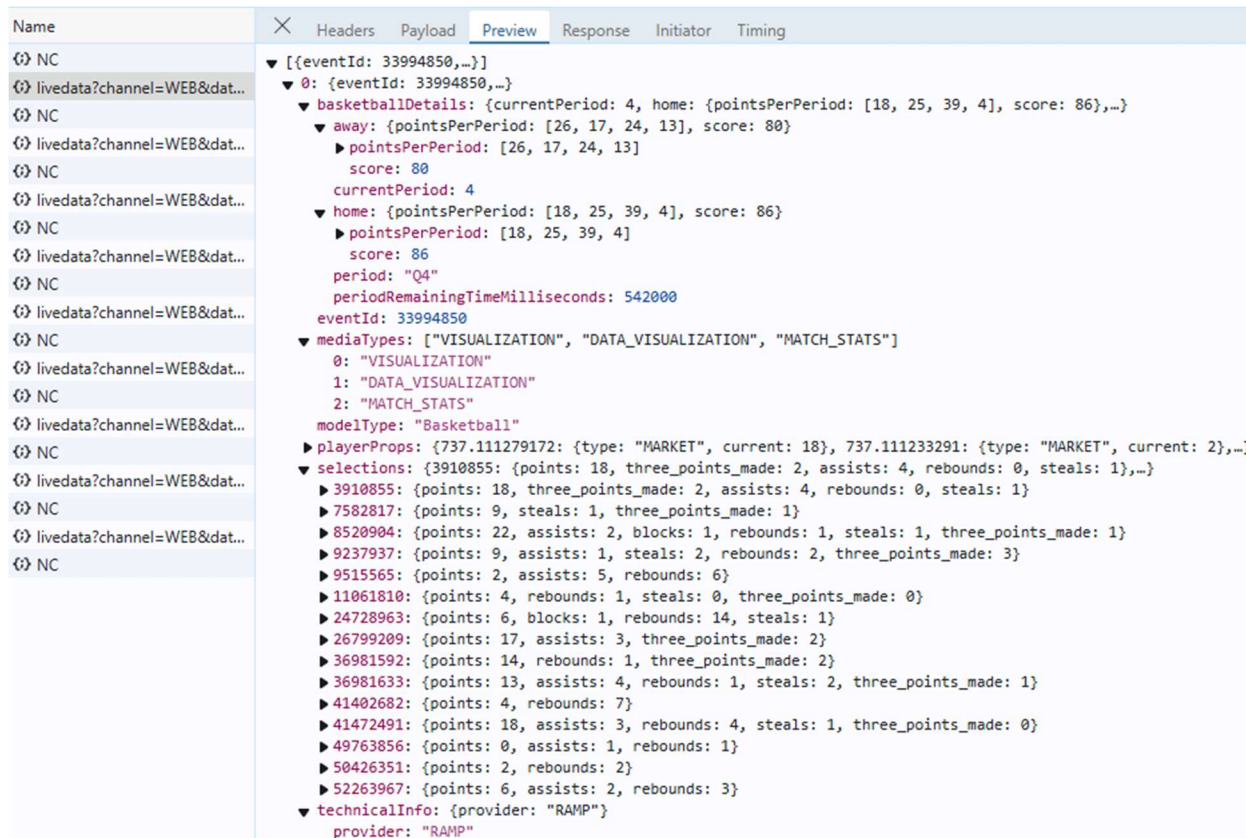 Name
NC
livedata?channel=WEB&dat...
NC
livedata?channel=WEB&dat...
NC
livedata?channel=WEB&dat...
NC
livedata?channel=WEB&dat...
NC
livedata?channel=WEB&dat...
NC
livedata?channel=WEB&dat...
NC
livedata?channel=WEB&dat...
NC
livedata?channel=WEB&dat...
NC
livedata?channel=WEB&dat...
NC
Headers Payload Preview Response Initiator Timing
▼ [{eventId: 33994850,…}]
▼ 0: {eventId: 33994850,…}
▼ basketballDetails: {currentPeriod: 4, home: {pointsPerPeriod: [18, 25, 39, 4], score: 86},…}
▼ away: {pointsPerPeriod: [26, 17, 24, 13], score: 80}
▶ pointsPerPeriod: [26, 17, 24, 13]
score: 80
currentPeriod: 4
▼ home: {pointsPerPeriod: [18, 25, 39, 4], score: 86}
▶ pointsPerPeriod: [18, 25, 39, 4]
score: 86
period: "Q4"
periodRemainingTimeMilliseconds: 542000
eventId: 33994850
▼ mediaTypes: ["VISUALIZATION", "DATA_VISUALIZATION", "MATCH_STATS"]
0: "VISUALIZATION"
1: "DATA_VISUALIZATION"
2: "MATCH_STATS"
modelType: "Basketball"
▶ playerProps: {737.111279172: {type: "MARKET", current: 18}, 737.111233291: {type: "MARKET", current: 2},…}
▼ selections: {3910855: {points: 18, three_points_made: 2, assists: 4, rebounds: 0, steals: 1},…}
▶ 3910855: {points: 18, three_points_made: 2, assists: 4, rebounds: 0, steals: 1}
▶ 7582817: {points: 9, steals: 1, three_points_made: 1}
▶ 8520904: {points: 22, assists: 2, blocks: 1, rebounds: 1, steals: 1, three_points_made: 1}
▶ 9237937: {points: 9, assists: 1, steals: 2, rebounds: 2, three_points_made: 3}
▶ 9515565: {points: 2, assists: 5, rebounds: 6}
▶ 11061810: {points: 4, rebounds: 1, steals: 0, three_points_made: 0}
▶ 24728963: {points: 6, blocks: 1, rebounds: 14, steals: 1}
▶ 26799209: {points: 17, assists: 3, three_points_made: 2}
▶ 36981592: {points: 14, rebounds: 1, three_points_made: 2}
▶ 36981633: {points: 13, assists: 4, rebounds: 1, steals: 2, three_points_made: 1}
▶ 41402682: {points: 4, rebounds: 7}
▶ 41472491: {points: 18, assists: 3, rebounds: 4, steals: 1, three_points_made: 0}
▶ 49763856: {points: 0, assists: 1, rebounds: 1}
▶ 50426351: {points: 2, rebounds: 2}
▶ 52263967: {points: 6, assists: 2, rebounds: 3}
▼ technicalInfo: {provider: "RAMP"}
provider: "RAMP"